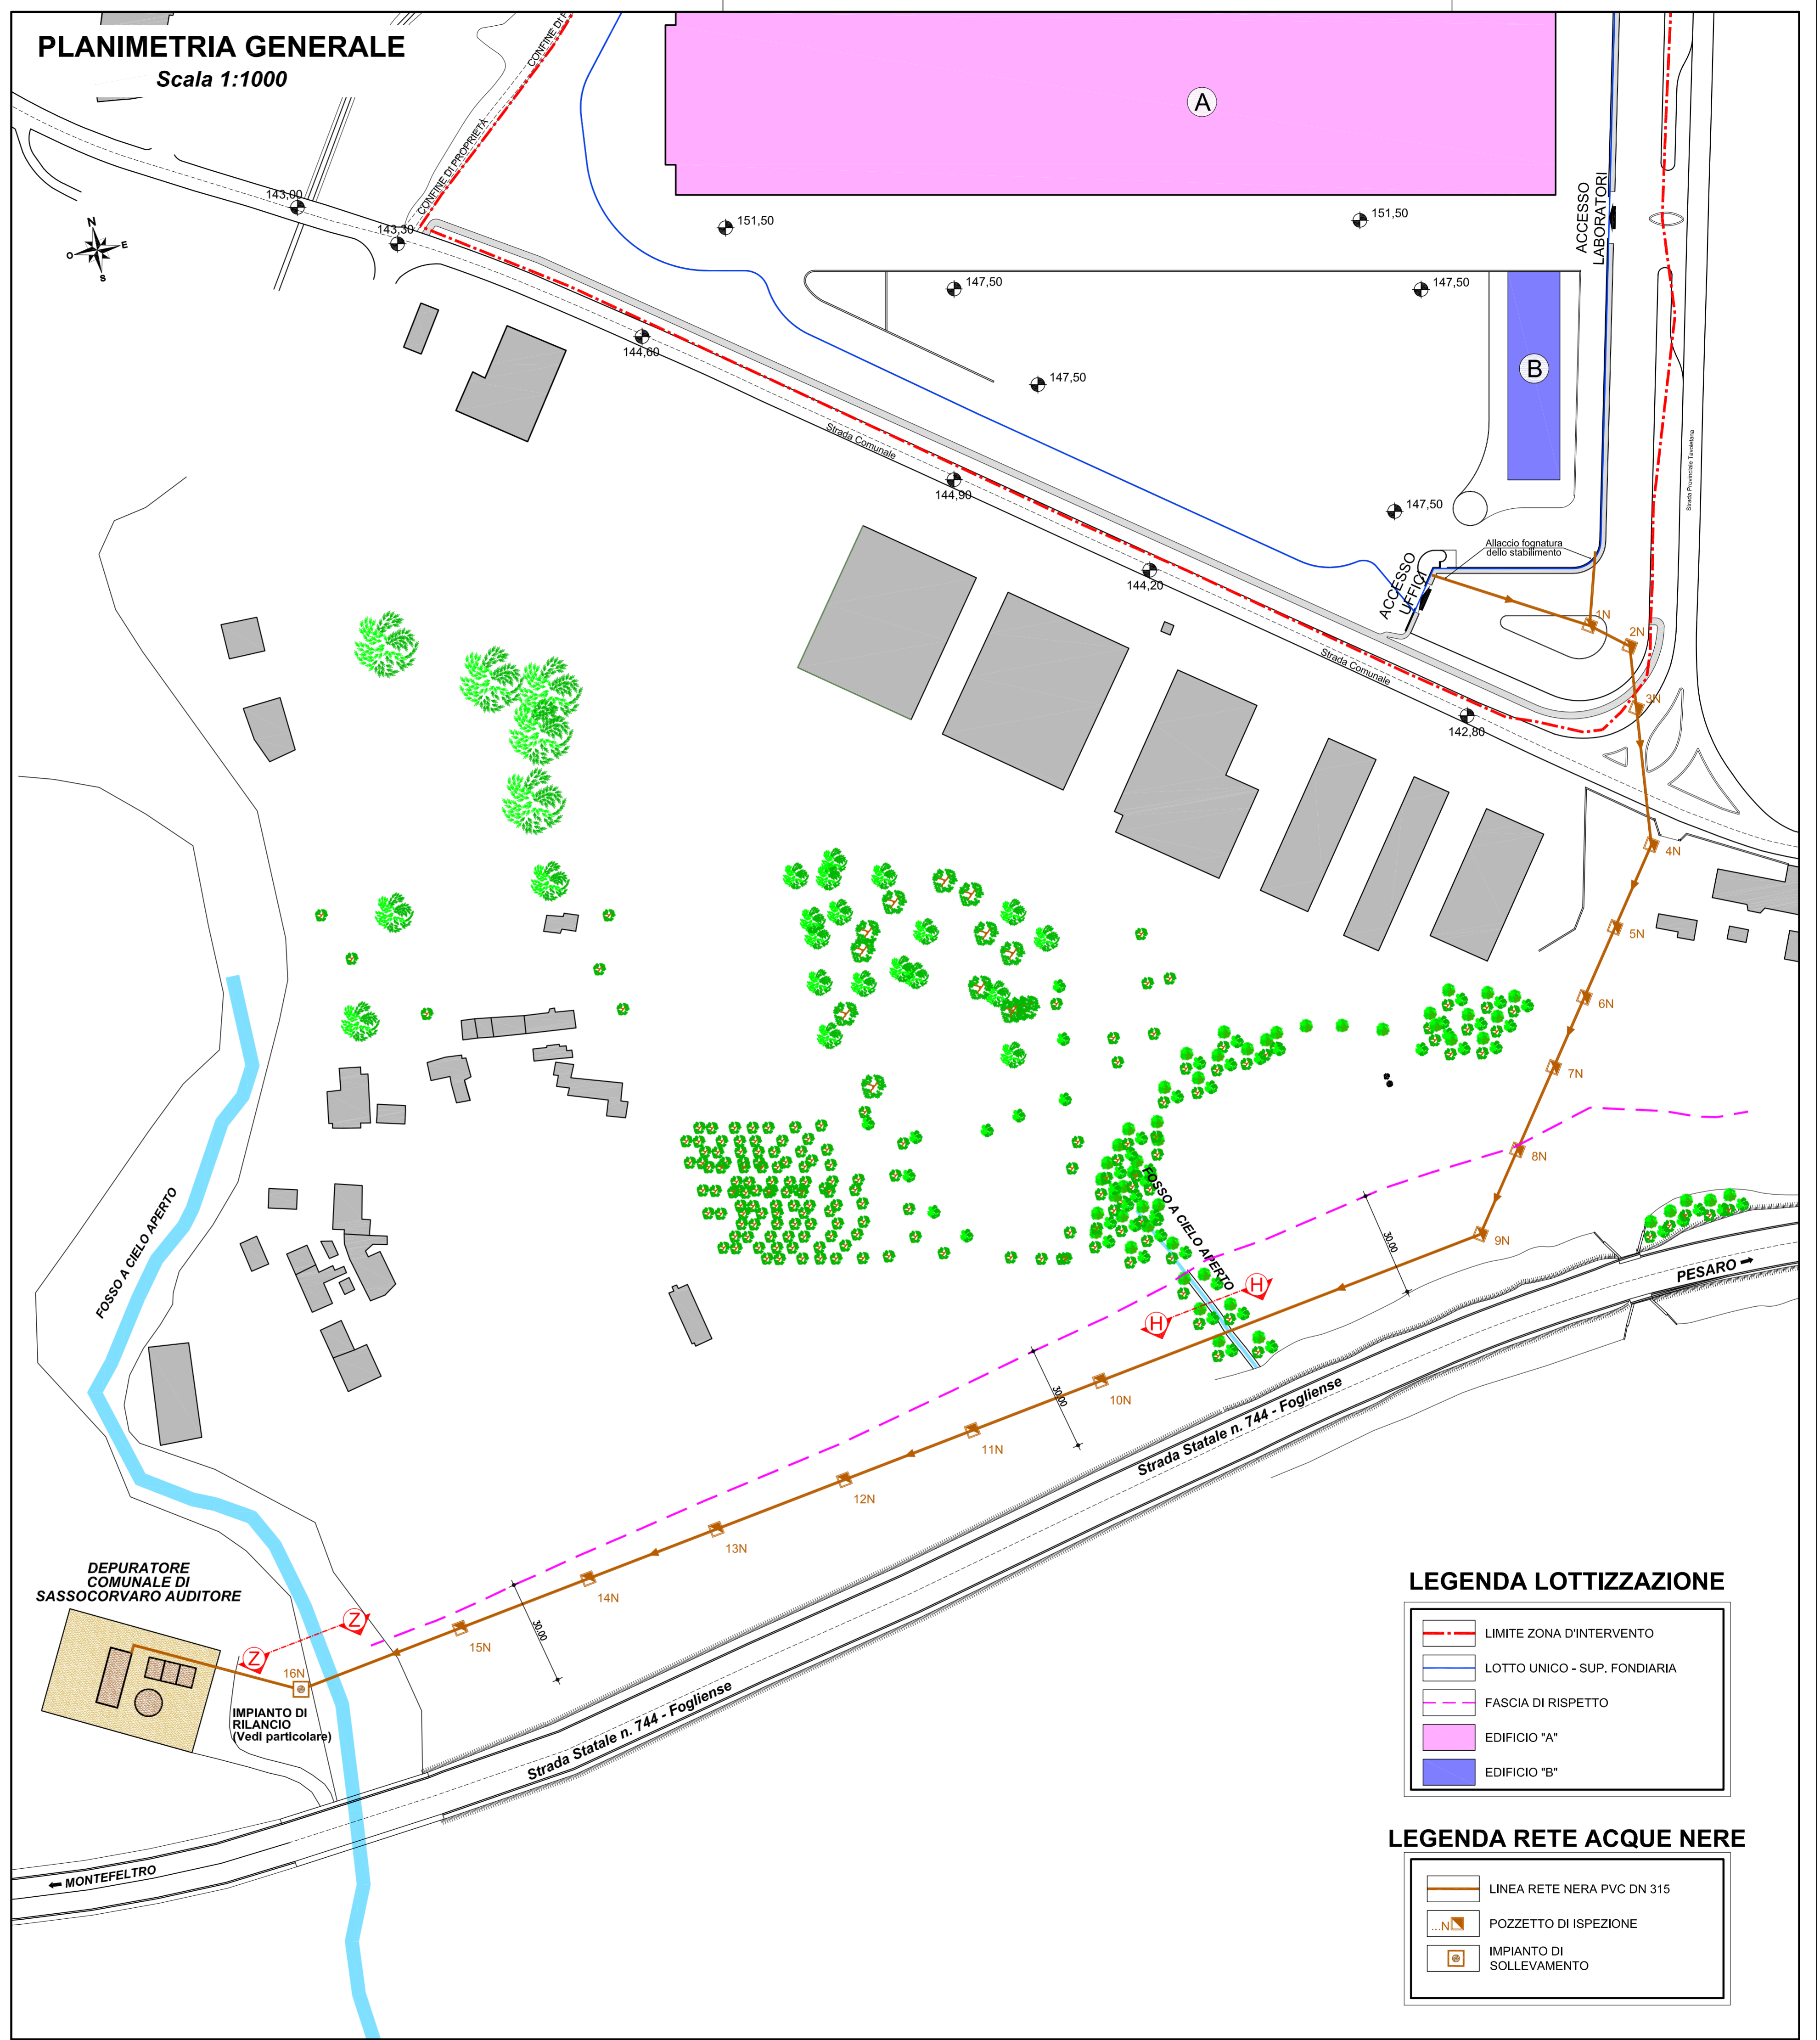 PLANIMETRIA GENERALE
Scala 1:1000
CONFINE DI P
CONFINE DI PROPRIETÀ
A
ACCESSO
LABORATORI
143,00
143,30
N
O
E
S
151,50
151,50
147,50
147,50
144,60
147,50
B
Strada Comunale
Strada Provinciale Tavoletana
144,90
147,50
Allaccio fognatura
dello stabilimento
144,20
ACCESSO
UFFICI
1N
2N
Strada Comunale
3N
142,80
4N
5N
6N
7N
8N
FOSSO A CIELO APERTO
FOSSO A CIELO APERTO
9N
30.00
PESARO
H
H
30.00
10N
Strada Statale n. 744 - Fogliense
11N
12N
13N
14N
30.00
15N
DEPURATORE
COMUNALE DI
SASSOCORVARO AUDITORE
Z
Z
16N
IMPIANTO DI
RILANCIO
(Vedi particolare)
Strada Statale n. 744 - Fogliense
MONTEFELTRO
LEGENDA LOTTIZZAZIONE
LIMITE ZONA D'INTERVENTO
LOTTO UNICO - SUP. FONDIARIA
FASCIA DI RISPETTO
EDIFICIO "A"
EDIFICIO "B"
LEGENDA RETE ACQUE NERE
LINEA RETE NERA PVC DN 315
...N POZZETTO DI ISPEZIONE
IMPIANTO DI
SOLLEVAMENTO